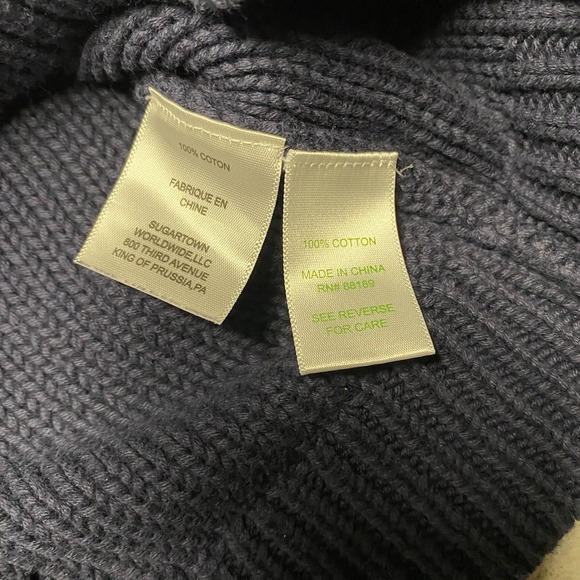 100% COTON
FABRIQUE EN
CHINE
SUGARTOWN
WORLDWIDE,LLC
800 THIRD AVENUE
KING OF PRUSSIA,PA
100% COTTON
MADE IN CHINA
RN# 88189
SEE REVERSE
FOR CARE